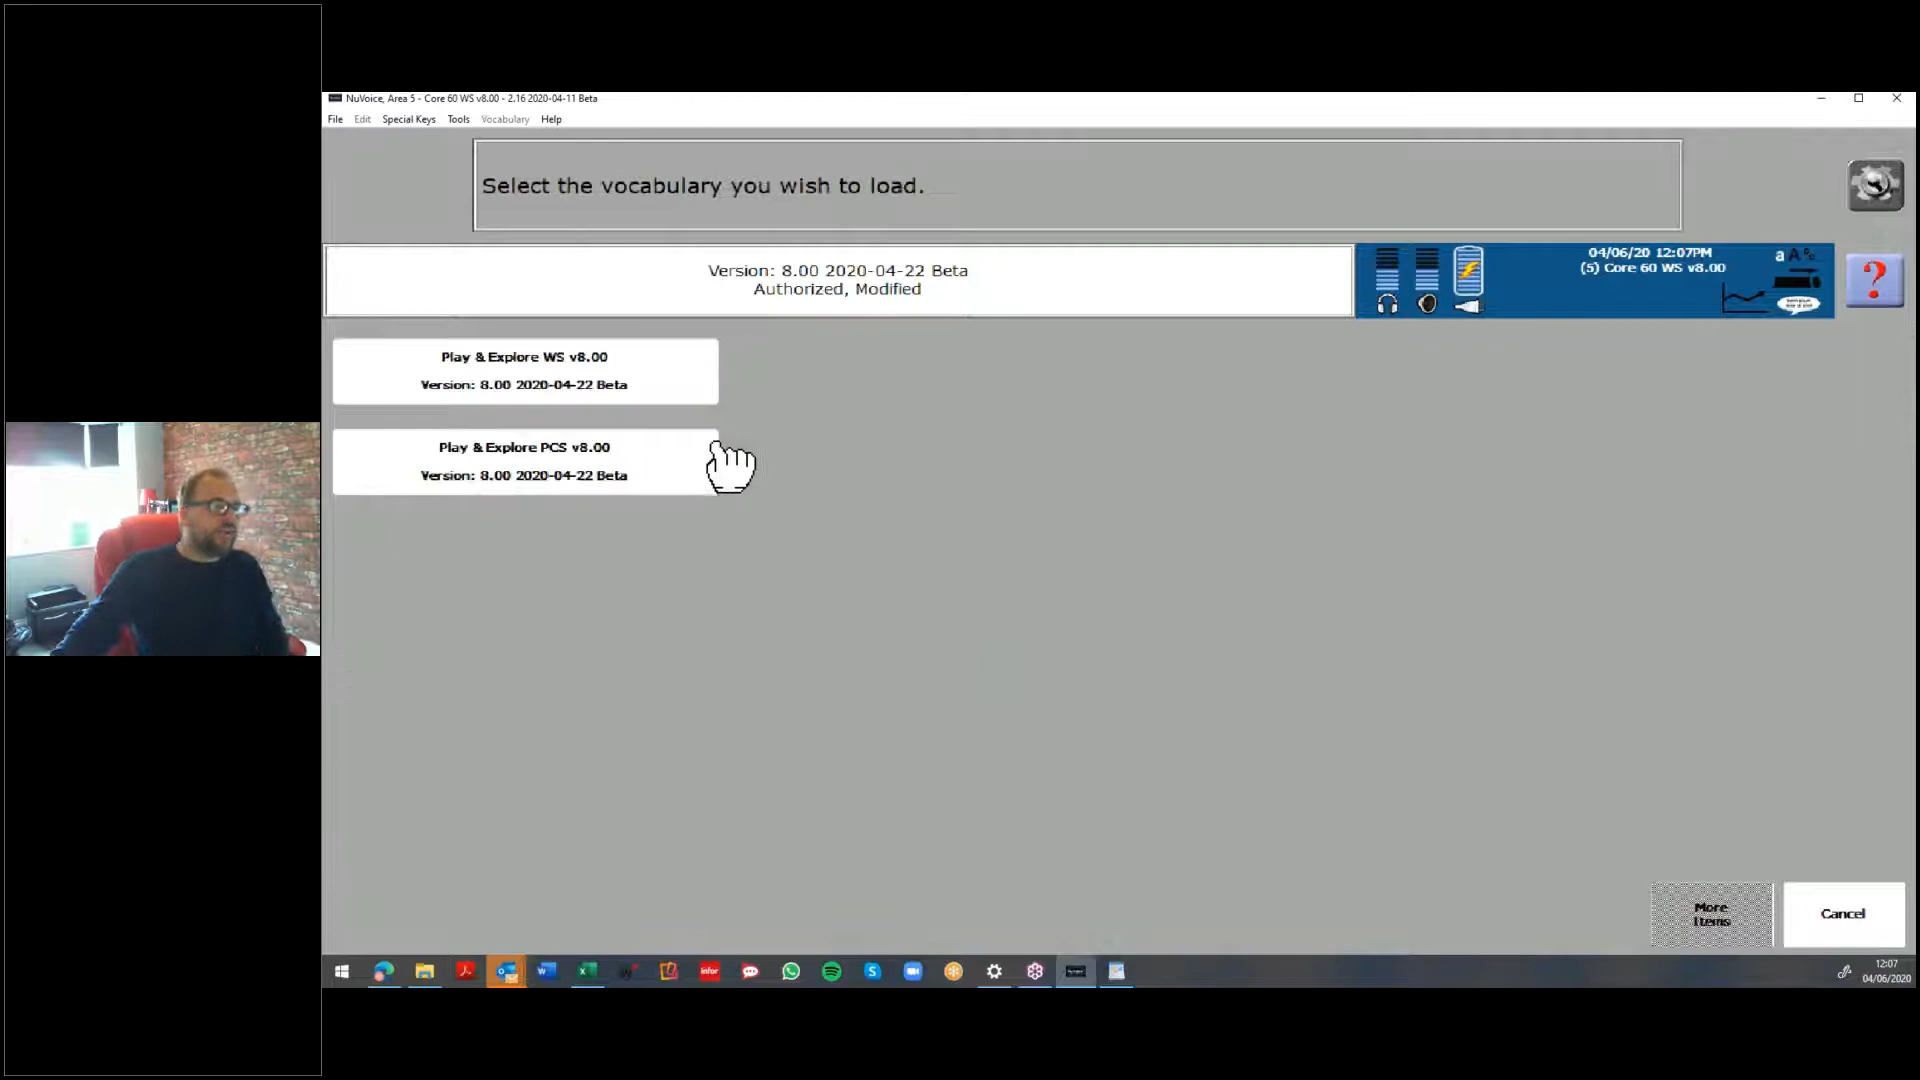 NuVoice, Area 5 - Core 60 WS v8.00 - 2.16 2020-04-11 Beta
File Edit Special Keys Tools Vocabulary Help
Select the vocabulary you wish to load.
Version: 8.00 2020-04-22 Beta
Authorized, Modified
04/06/20 12:07PM
(5) Core 60 WS v8.00
a A
?
Play & Explore WS v8.00
Version: 8.00 2020-04-22 Beta
Play & Explore PCS v8.00
Version: 8.00 2020-04-22 Beta
More
Items
Cancel
infor
12:07
04/06/2020